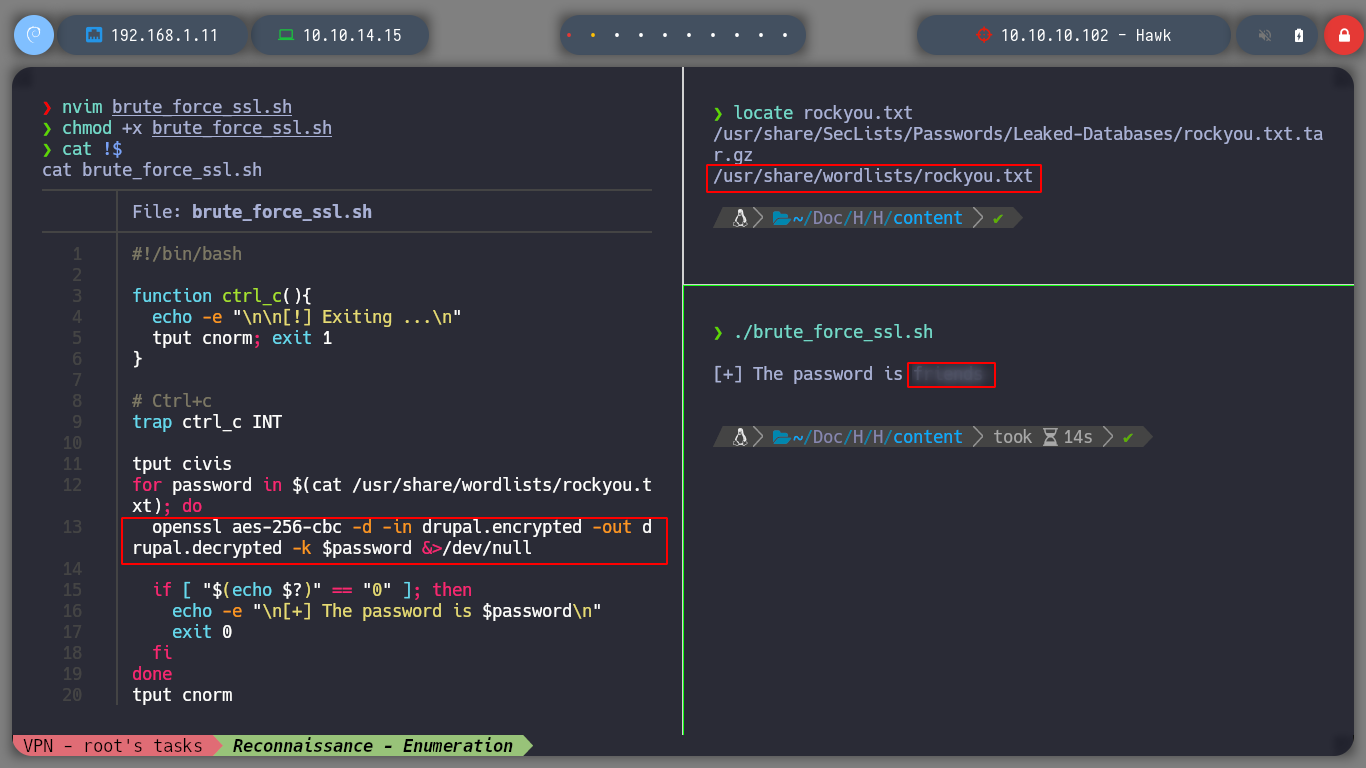 192.168.1.11
10.10.14.15
10.10.10.102 - Hawk
❯ nvim brute_force_ssl.sh
❯ chmod +x brute_force_ssl.sh
❯ cat !$
cat brute_force_ssl.sh
File: brute_force_ssl.sh
1 #!/bin/bash
2
3 function ctrl_c(){
4 echo -e "\n\n[!] Exiting ...\n"
5 tput cnorm; exit 1
6 }
7
8 # Ctrl+c
9 trap ctrl_c INT
10
11 tput civis
12 for password in $(cat /usr/share/wordlists/rockyou.t
xt); do
13 openssl aes-256-cbc -d -in drupal.encrypted -out d
rupal.decrypted -k $password &>/dev/null
14
15 if [ "$(echo $?)" == "0" ]; then
16 echo -e "\n[+] The password is $password\n"
17 exit 0
18 fi
19 done
20 tput cnorm
❯ locate rockyou.txt
/usr/share/SecLists/Passwords/Leaked-Databases/rockyou.txt.ta
r.gz
/usr/share/wordlists/rockyou.txt
~/Doc/H/H/content ✔
❯ ./brute_force_ssl.sh
[+] The password is
~/Doc/H/H/content took 14s ✔
VPN - root's tasks
Reconnaissance - Enumeration